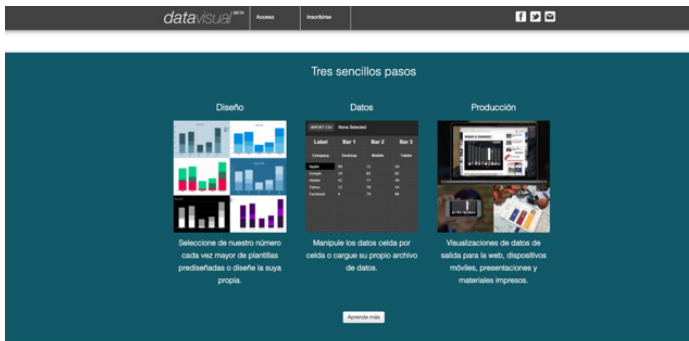 datavisual BETA
Acceso
Inscribirse
Tres sencillos pasos
Diseño
Datos
Producción
IMPORT CSV None Selected
Label Bar 1 Bar 2 Bar 3
Company Desktop Mobile Tablet
Apple
Google
Adobe
Yahoo
Facebook
Seleccione de nuestro número
cada vez mayor de plantillas
prediseñadas o diseñe la suya
propia.
Manipule los datos celda por
celda o cargue su propio archivo
de datos.
Visualizaciones de datos de
salida para la web, dispositivos
móviles, presentaciones y
materiales impresos.
Aprende más